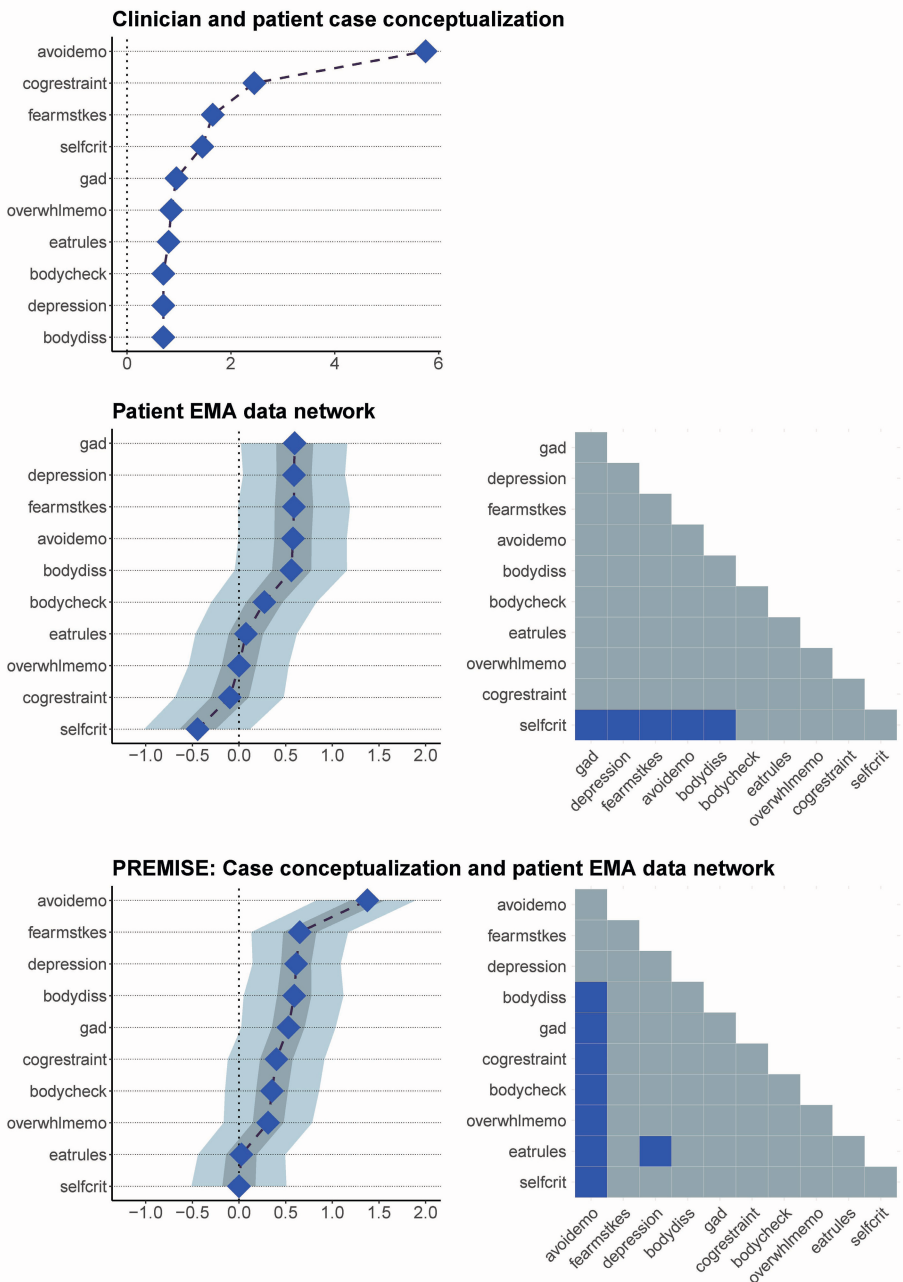 Clinician and patient case conceptualization
avoidemo
cogrestraint
fearmstkes
selfcrit
gad
overwhlmemo
eatrules
bodycheck
depression
bodydiss
0 2 4 6
Patient EMA data network
gad
depression
fearmstkes
avoidemo
bodydiss
bodycheck
eatrules
overwhlmemo
cogrestraint
selfcrit
−1.0 −0.5 0.0 0.5 1.0 1.5 2.0
gad
depression
fearmstkes
avoidemo
bodydiss
bodycheck
eatrules
overwhlmemo
cogrestraint
selfcrit
gad
depression
fearmstkes
avoidemo
bodydiss
bodycheck
eatrules
overwhlmemo
cogrestraint
selfcrit
PREMISE: Case conceptualization and patient EMA data network
avoidemo
fearmstkes
depression
bodydiss
gad
cogrestraint
bodycheck
overwhlmemo
eatrules
selfcrit
−1.0 −0.5 0.0 0.5 1.0 1.5 2.0
avoidemo
fearmstkes
depression
bodydiss
gad
cogrestraint
bodycheck
overwhlmemo
eatrules
selfcrit
avoidemo
fearmstkes
depression
bodydiss
gad
cogrestraint
bodycheck
overwhlmemo
eatrules
selfcrit